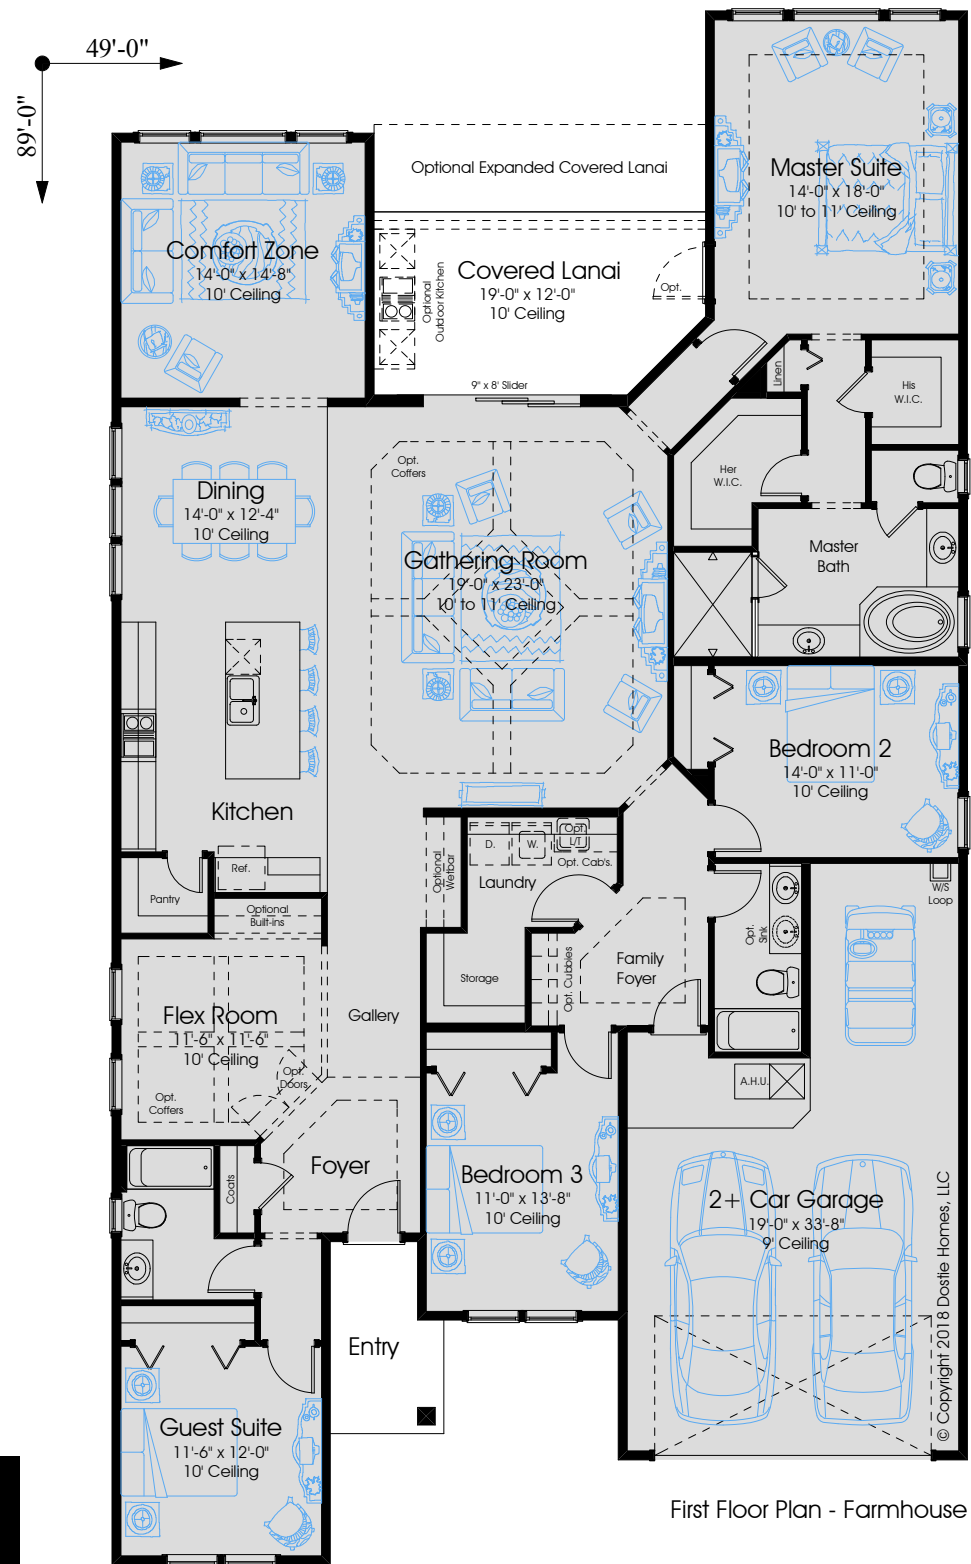 49'-0"
89'-0"
Optional Expanded Covered Lanai
Master Suite
14'-0" x 18'-0"
10' to 11' Ceiling
Comfort Zone
14'-0" x 14'-8"
10' Ceiling
Covered Lanai
19'-0" x 12'-0"
10' Ceiling
Optional
Outdoor Kitchen
Opt.
9" x 8' Slider
Linen
His
W.I.C.
Her
W.I.C.
Opt.
Coffers
Dining
14'-0" x 12'-4"
10' Ceiling
Gathering Room
19'-0" x 23'-0"
10' to 11' Ceiling
Master
Bath
Bedroom 2
14'-0" x 11'-0"
10' Ceiling
Kitchen
Optional
Wetbar
D.
W.
Opt.
L/T
Opt. Cab's.
Laundry
Ref.
Pantry
W/S
Loop
Optional
Built-ins
Opt.
Sink
Storage
Opt. Cubbies
Family
Foyer
Flex Room
11'-6" x 11'-6"
10' Ceiling
Gallery
Opt.
Doors
Opt.
Coffers
A.H.U.
Foyer
Coats
Bedroom 3
11'-0" x 13'-8"
10' Ceiling
2+ Car Garage
19'-0" x 33'-8"
9' Ceiling
Entry
Guest Suite
11'-6" x 12'-0"
10' Ceiling
© Copyright 2018 Dostie Homes, LLC
First Floor Plan - Farmhouse